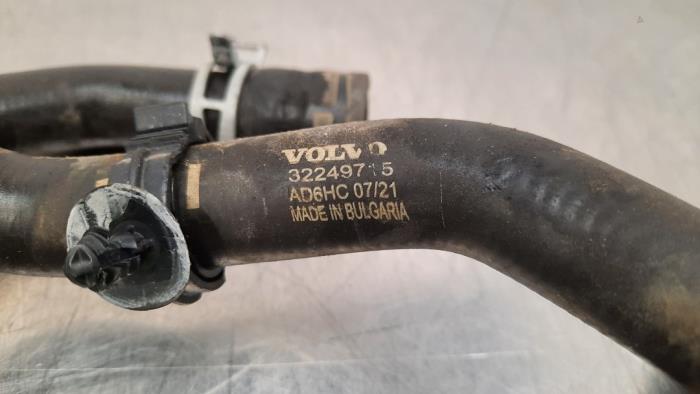 VOLVO
32249715
AD6HC 07/21
MADE IN BULGARIA